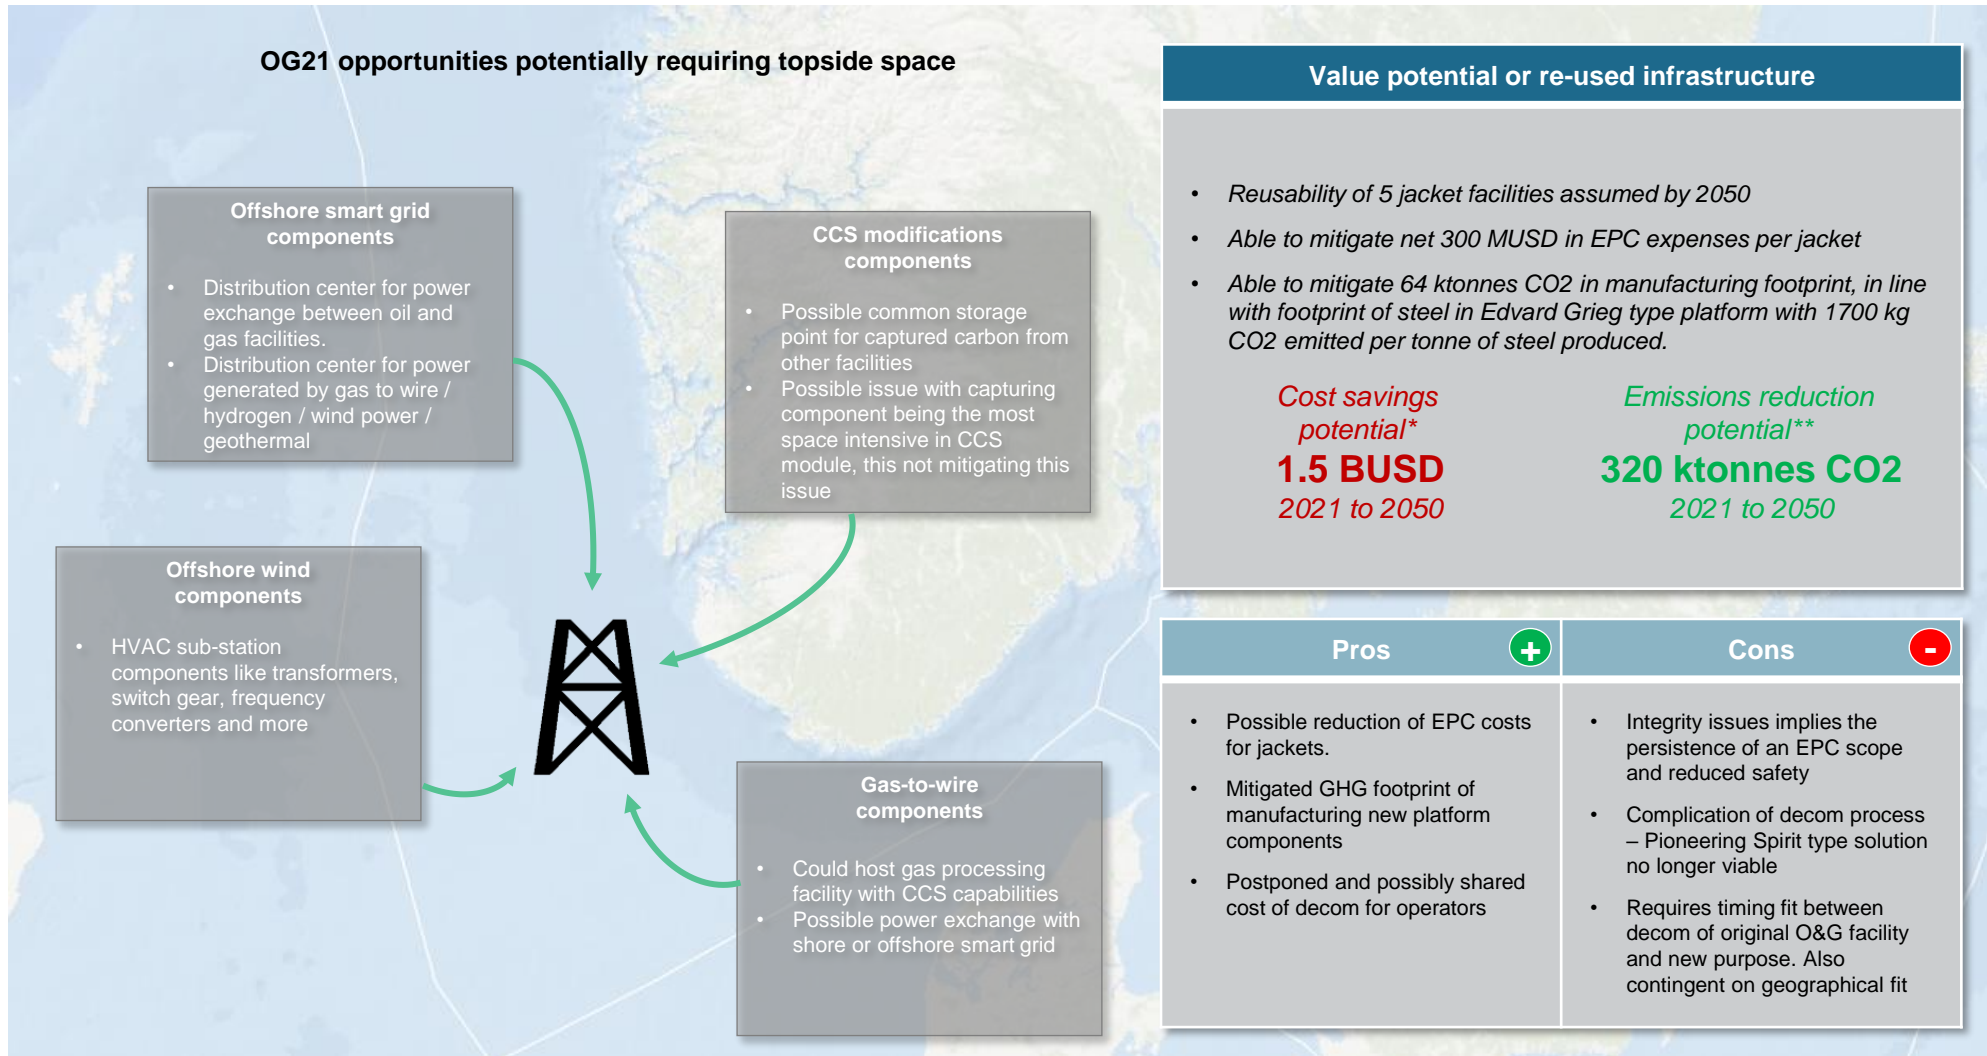 OG21 opportunities potentially requiring topside space
Offshore smart grid
components
• Distribution center for power
exchange between oil and
gas facilities.
• Distribution center for power
generated by gas to wire /
hydrogen / wind power /
geothermal
CCS modifications
components
• Possible common storage
point for captured carbon from
other facilities
• Possible issue with capturing
component being the most
space intensive in CCS
module, this not mitigating this
issue
Offshore wind
components
• HVAC sub-station
components like transformers,
switch gear, frequency
converters and more
Gas-to-wire
components
• Could host gas processing
facility with CCS capabilities
• Possible power exchange with
shore or offshore smart grid
Value potential or re-used infrastructure
• Reusability of 5 jacket facilities assumed by 2050
• Able to mitigate net 300 MUSD in EPC expenses per jacket
• Able to mitigate 64 ktonnes CO2 in manufacturing footprint, in line
with footprint of steel in Edvard Grieg type platform with 1700 kg
CO2 emitted per tonne of steel produced.
Cost savings
potential*
1.5 BUSD
2021 to 2050
Emissions reduction
potential**
320 ktonnes CO2
2021 to 2050
Pros +
• Possible reduction of EPC costs
for jackets.
• Mitigated GHG footprint of
manufacturing new platform
components
• Postponed and possibly shared
cost of decom for operators
Cons -
• Integrity issues implies the
persistence of an EPC scope
and reduced safety
• Complication of decom process
– Pioneering Spirit type solution
no longer viable
• Requires timing fit between
decom of original O&G facility
and new purpose. Also
contingent on geographical fit